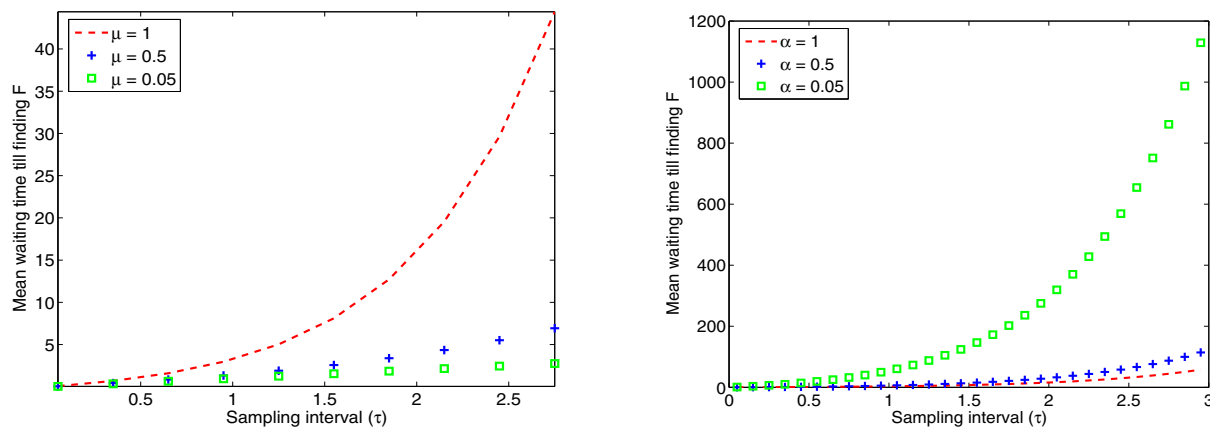 μ = 1
μ = 0.5
μ = 0.05
Mean waiting time till finding F
40
35
30
25
20
15
10
5
0.5
1
1.5
2
2.5
Sampling interval (τ)
α = 1
α = 0.5
α = 0.05
Mean waiting time till finding F
1200
1000
800
600
400
200
0
0
0.5
1
1.5
2
2.5
3
Sampling interval (τ)